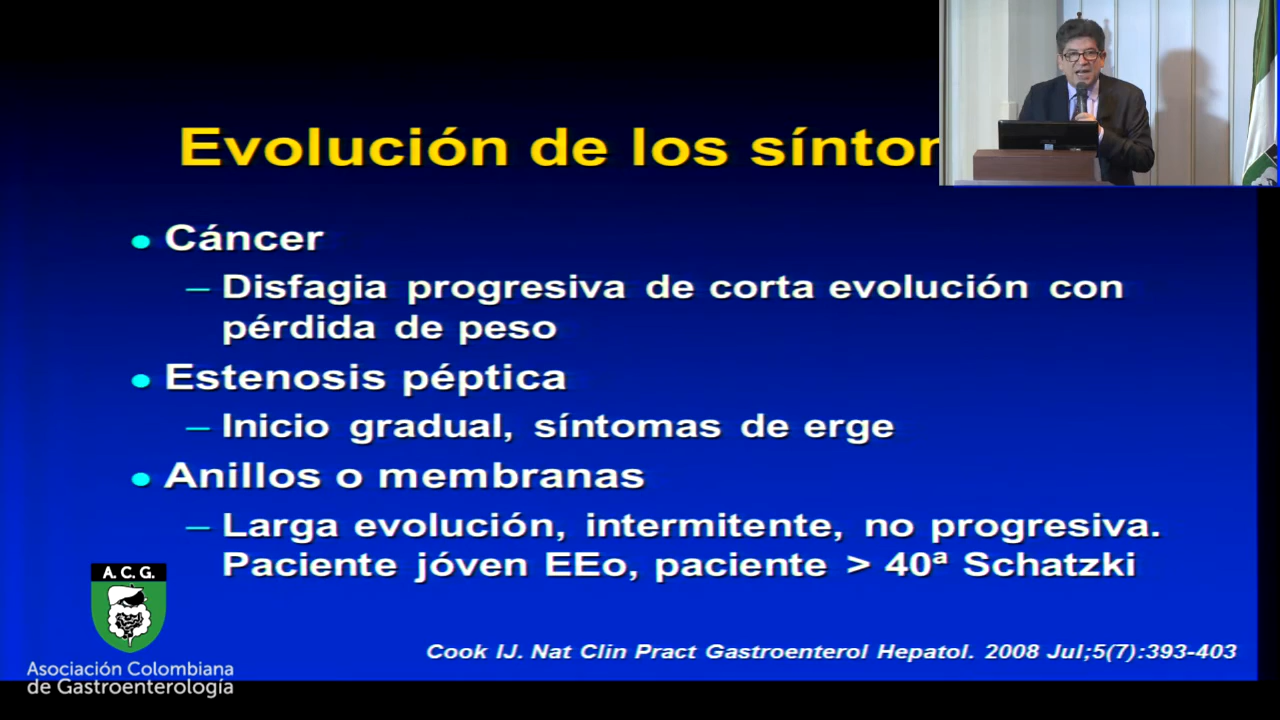 Evolución de los sínto
Cáncer
– Disfagia progresiva de corta evolución con
pérdida de peso
Estenosis péptica
– Inicio gradual, síntomas de erge
Anillos o membranas
– Larga evolución, intermitente, no progresiva.
Paciente jóven EEo, paciente > 40ª Schatzki
A. C. G.
Asociación Colombiana
de Gastroenterología
Cook IJ. Nat Clin Pract Gastroenterol Hepatol. 2008 Jul;5(7):393-403